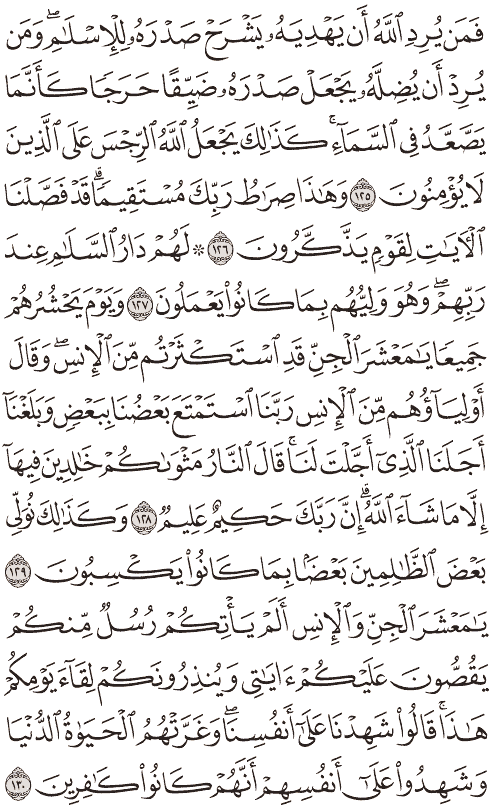 فَمَن يُرِدِ ٱللَّهُ أَن يَهْدِيَهُۥ يَشْرَحْ صَدْرَهُۥ لِلْإِسْلَٰمِۖ وَمَن
يُرِدْ أَن يُضِلَّهُۥ يَجْعَلْ صَدْرَهُۥ ضَيِّقًا حَرَجًا كَأَنَّمَا
يَصَّعَّدُ فِى ٱلسَّمَآءِۚ كَذَٰلِكَ يَجْعَلُ ٱللَّهُ ٱلرِّجْسَ عَلَى ٱلَّذِينَ
لَا يُؤْمِنُونَ ١٢٥ وَهَٰذَا صِرَٰطُ رَبِّكَ مُسْتَقِيمًاۗ قَدْ فَصَّلْنَا
ٱلْءَايَٰتِ لِقَوْمٍ يَذَّكَّرُونَ ١٢٦ ۞ لَهُمْ دَارُ ٱلسَّلَٰمِ عِندَ
رَبِّهِمْۖ وَهُوَ وَلِيُّهُم بِمَا كَانُوا۟ يَعْمَلُونَ ١٢٧ وَيَوْمَ يَحْشُرُهُمْ
جَمِيعًا يَٰمَعْشَرَ ٱلْجِنِّ قَدِ ٱسْتَكْثَرْتُم مِّنَ ٱلْإِنسِۖ وَقَالَ
أَوْلِيَآؤُهُم مِّنَ ٱلْإِنسِ رَبَّنَا ٱسْتَمْتَعَ بَعْضُنَا بِبَعْضٍ وَبَلَغْنَآ
أَجَلَنَا ٱلَّذِىٓ أَجَّلْتَ لَنَاۚ قَالَ ٱلنَّارُ مَثْوَىٰكُمْ خَٰلِدِينَ فِيهَآ
إِلَّا مَا شَآءَ ٱللَّهُۗ إِنَّ رَبَّكَ حَكِيمٌ عَلِيمٌ ١٢٨ وَكَذَٰلِكَ نُوَلِّى
بَعْضَ ٱلظَّٰلِمِينَ بَعْضًۢا بِمَا كَانُوا۟ يَكْسِبُونَ ١٢٩
يَٰمَعْشَرَ ٱلْجِنِّ وَٱلْإِنسِ أَلَمْ يَأْتِكُمْ رُسُلٌ مِّنكُمْ
يَقُصُّونَ عَلَيْكُمْ ءَايَٰتِى وَيُنذِرُونَكُمْ لِقَآءَ يَوْمِكُمْ
هَٰذَاۚ قَالُوا۟ شَهِدْنَا عَلَىٰٓ أَنفُسِنَاۖ وَغَرَّتْهُمُ ٱلْحَيَوٰةُ ٱلدُّنْيَا
وَشَهِدُوا۟ عَلَىٰٓ أَنفُسِهِمْ أَنَّهُمْ كَانُوا۟ كَٰفِرِينَ ١٣٠